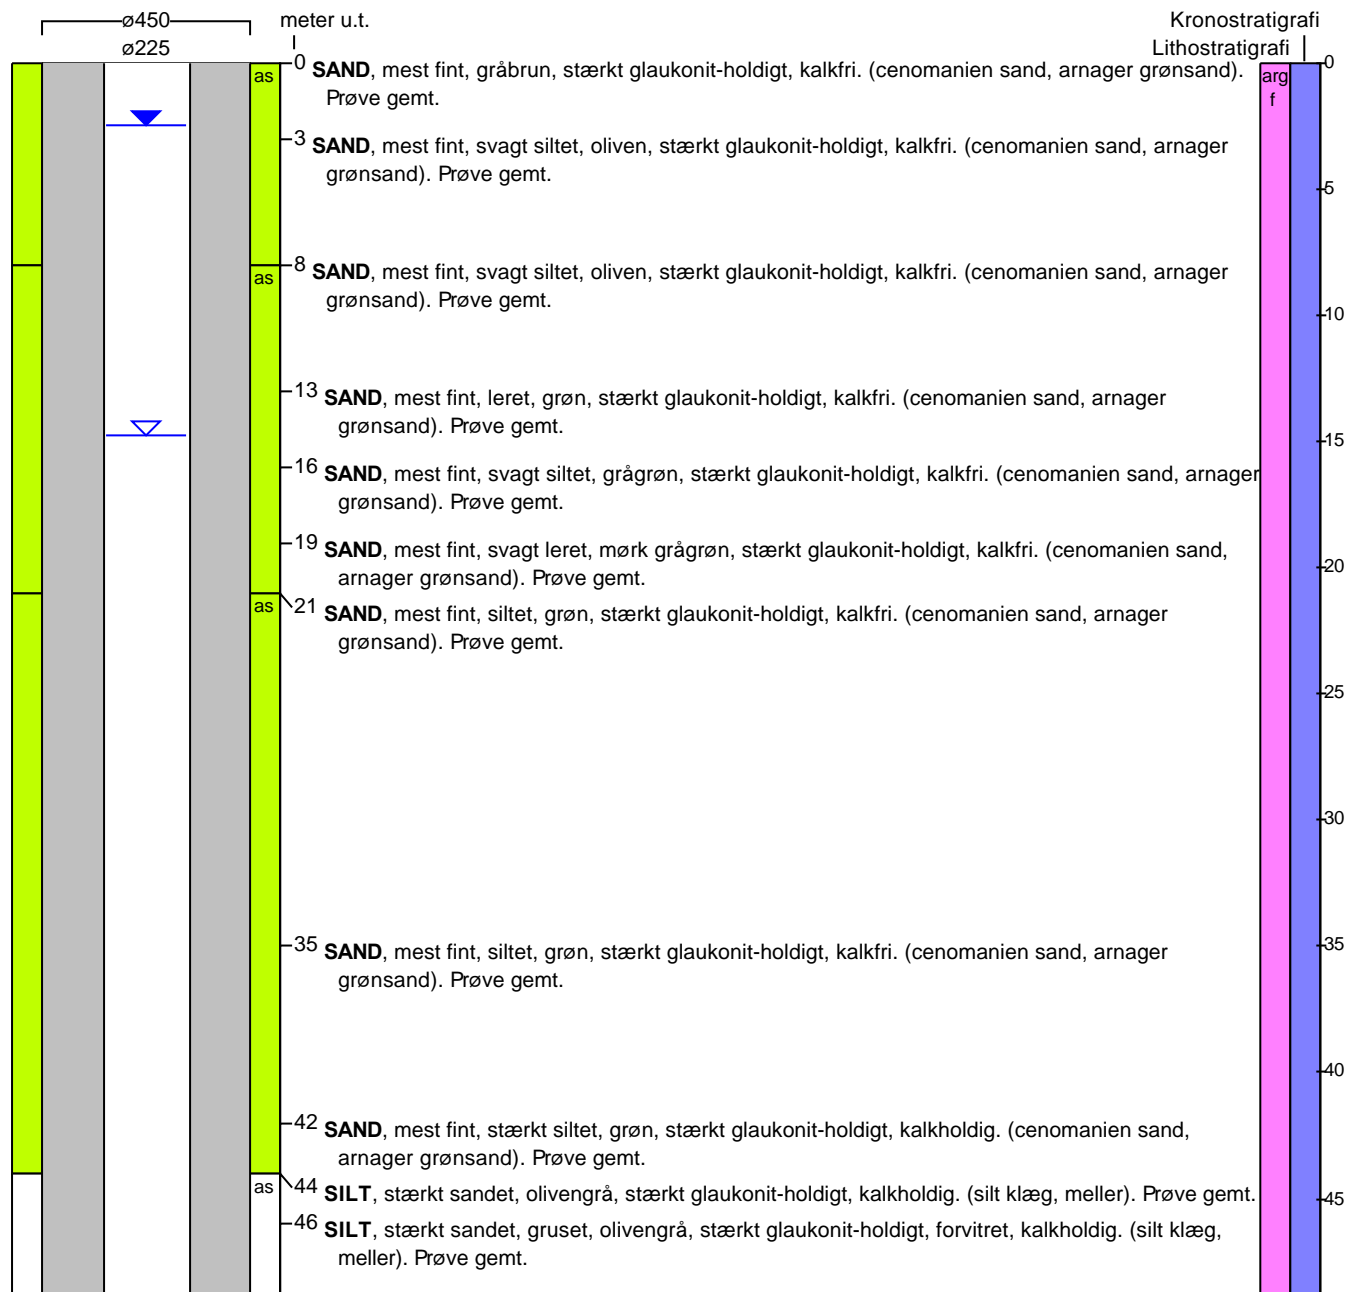 ø450
meter u.t.
Kronostratigrafi
ø225
Lithostratigrafi
as
0 SAND, mest fint, gråbrun, stærkt glaukonit-holdigt, kalkfri. (cenomanien sand, arnager grønsand).
Prøve gemt.
arg
f
0
3 SAND, mest fint, svagt siltet, oliven, stærkt glaukonit-holdigt, kalkfri. (cenomanien sand, arnager
grønsand). Prøve gemt.
5
as
8 SAND, mest fint, svagt siltet, oliven, stærkt glaukonit-holdigt, kalkfri. (cenomanien sand, arnager
grønsand). Prøve gemt.
10
13 SAND, mest fint, leret, grøn, stærkt glaukonit-holdigt, kalkfri. (cenomanien sand, arnager
grønsand). Prøve gemt.
15
16 SAND, mest fint, svagt siltet, grågrøn, stærkt glaukonit-holdigt, kalkfri. (cenomanien sand, arnager
grønsand). Prøve gemt.
19 SAND, mest fint, svagt leret, mørk grågrøn, stærkt glaukonit-holdigt, kalkfri. (cenomanien sand,
arnager grønsand). Prøve gemt.
20
as
21 SAND, mest fint, siltet, grøn, stærkt glaukonit-holdigt, kalkfri. (cenomanien sand, arnager
grønsand). Prøve gemt.
25
30
35 SAND, mest fint, siltet, grøn, stærkt glaukonit-holdigt, kalkfri. (cenomanien sand, arnager
grønsand). Prøve gemt.
35
40
42 SAND, mest fint, stærkt siltet, grøn, stærkt glaukonit-holdigt, kalkholdig. (cenomanien sand,
arnager grønsand). Prøve gemt.
as
44 SILT, stærkt sandet, olivengrå, stærkt glaukonit-holdigt, kalkholdig. (silt klæg, meller). Prøve gemt.
45
46 SILT, stærkt sandet, gruset, olivengrå, stærkt glaukonit-holdigt, forvitret, kalkholdig. (silt klæg,
meller). Prøve gemt.